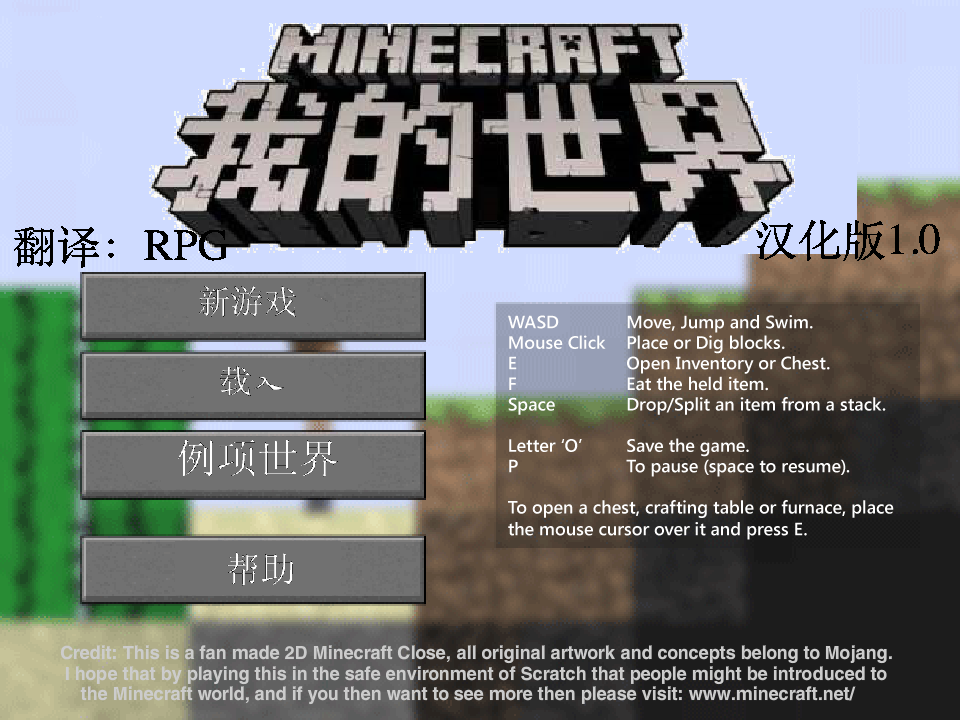 MINECRAFT
我的世界
翻译：RPG
汉化版1.0
新游戏
载入
例项世界
帮助
WASD Move, Jump and Swim.
Mouse Click Place or Dig blocks.
E Open Inventory or Chest.
F Eat the held item.
Space Drop/Split an item from a stack.
Letter ‘O’ Save the game.
P To pause (space to resume).
To open a chest, crafting table or furnace, place
the mouse cursor over it and press E.
Credit: This is a fan made 2D Minecraft Close, all original artwork and concepts belong to Mojang.
I hope that by playing this in the safe environment of Scratch that people might be introduced to
the Minecraft world, and if you then want to see more then please visit: www.minecraft.net/